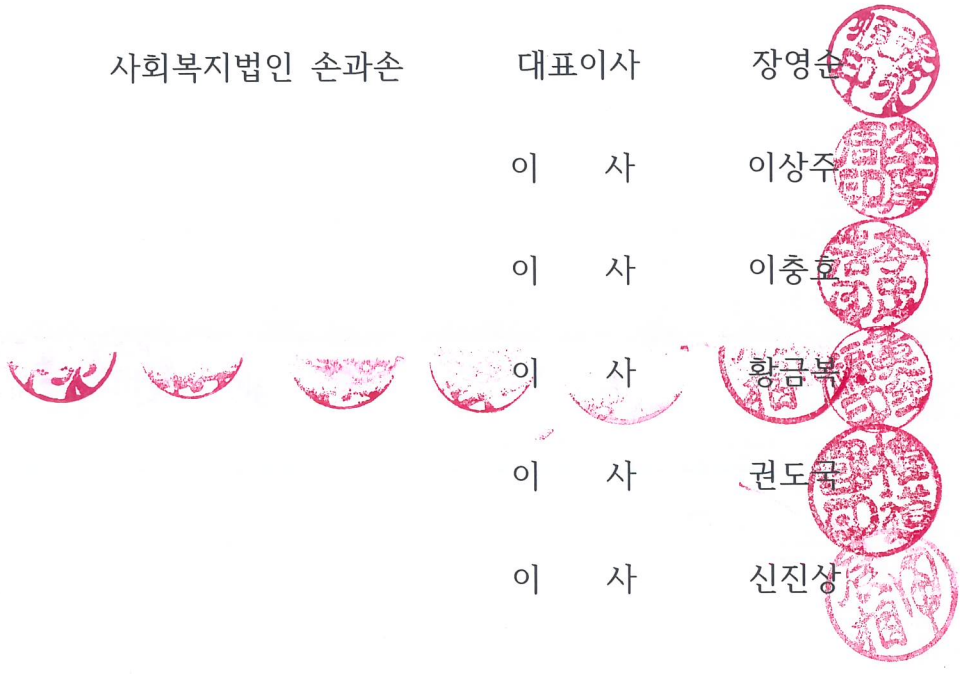 사회복지법인 손과손 대표이사 장영순
이 사 이상주
이 사 이충호
이 사 황금복
이 사 권도국
이 사 신진상